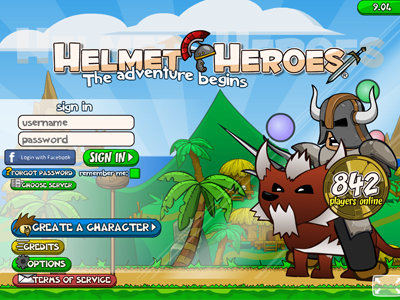 9.04
HELMET HEROES
The adventure begins
sign in
username
password
Login with Facebook
SIGN IN
FORGOT PASSWORD
remember me:
CHOOSE SERVER
842
players online
CREATE A CHARACTER
CREDITS
OPTIONS
TERMS OF SERVICE